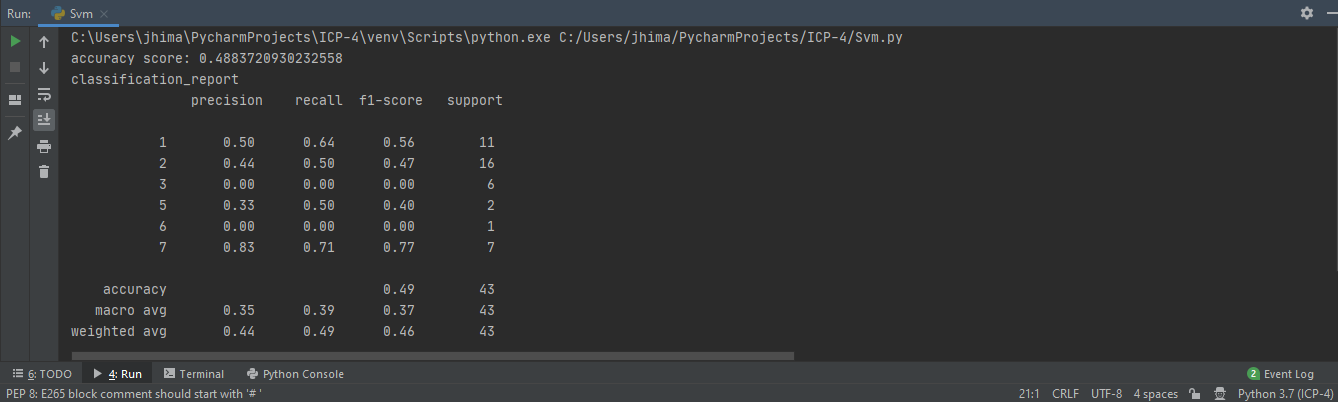 Run: Svm
C:\Users\jhima\PycharmProjects\ICP-4\venv\Scripts\python.exe C:/Users/jhima/PycharmProjects/ICP-4/Svm.py
accuracy score: 0.4883720930232558
classification_report
precision recall f1-score support
1 0.50 0.64 0.56 11
2 0.44 0.50 0.47 16
3 0.00 0.00 0.00 6
5 0.33 0.50 0.40 2
6 0.00 0.00 0.00 1
7 0.83 0.71 0.77 7
accuracy 0.49 43
macro avg 0.35 0.39 0.37 43
weighted avg 0.44 0.49 0.46 43
6: TODO 4: Run Terminal Python Console 2 Event Log
PEP 8: E265 block comment should start with '# ' 21:1 CRLF UTF-8 4 spaces Python 3.7 (ICP-4)